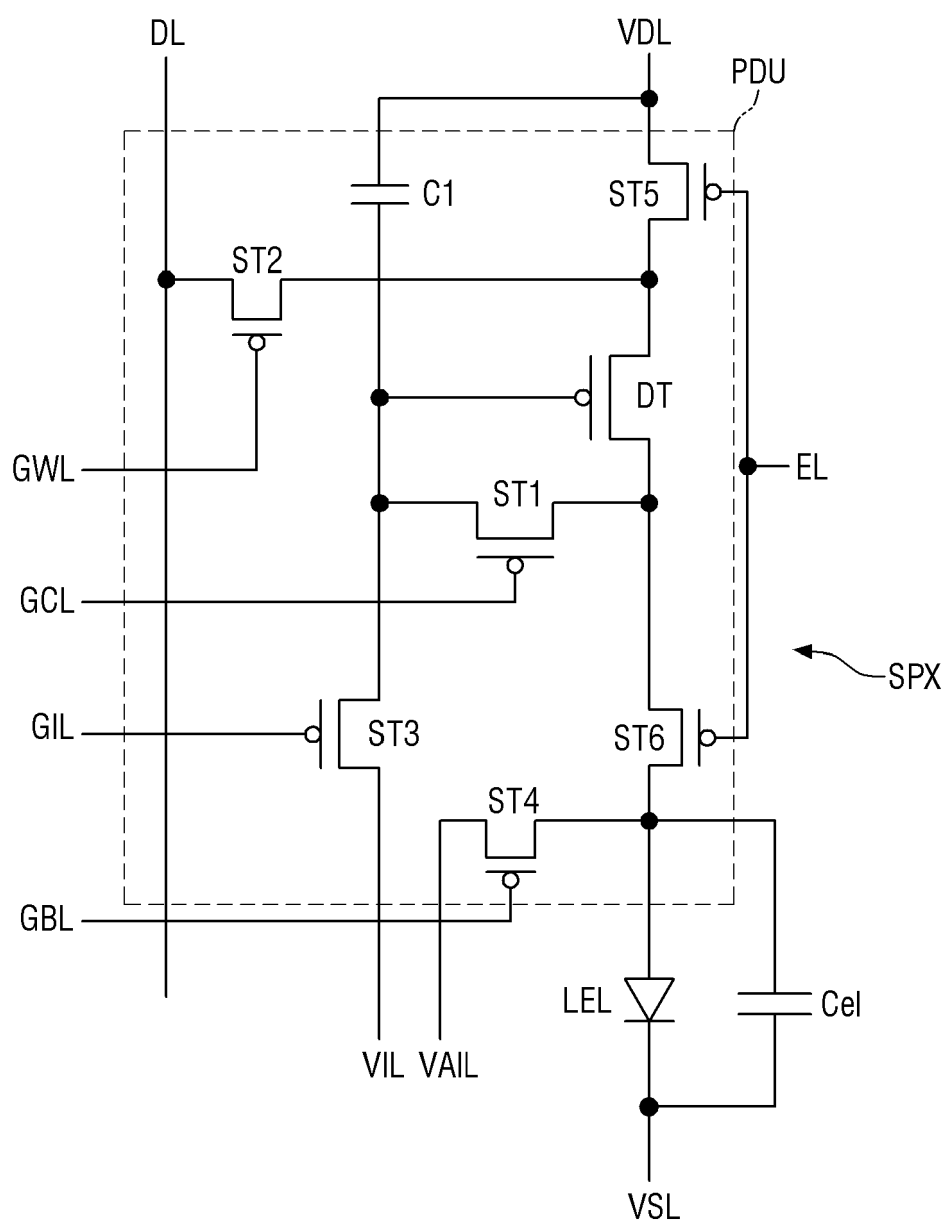 DL
VDL
PDU
C1
ST5
ST2
DT
GWL
ST1
EL
GCL
SPX
GIL
ST3
ST6
ST4
GBL
LEL
Cel
VIL
VAIL
VSL